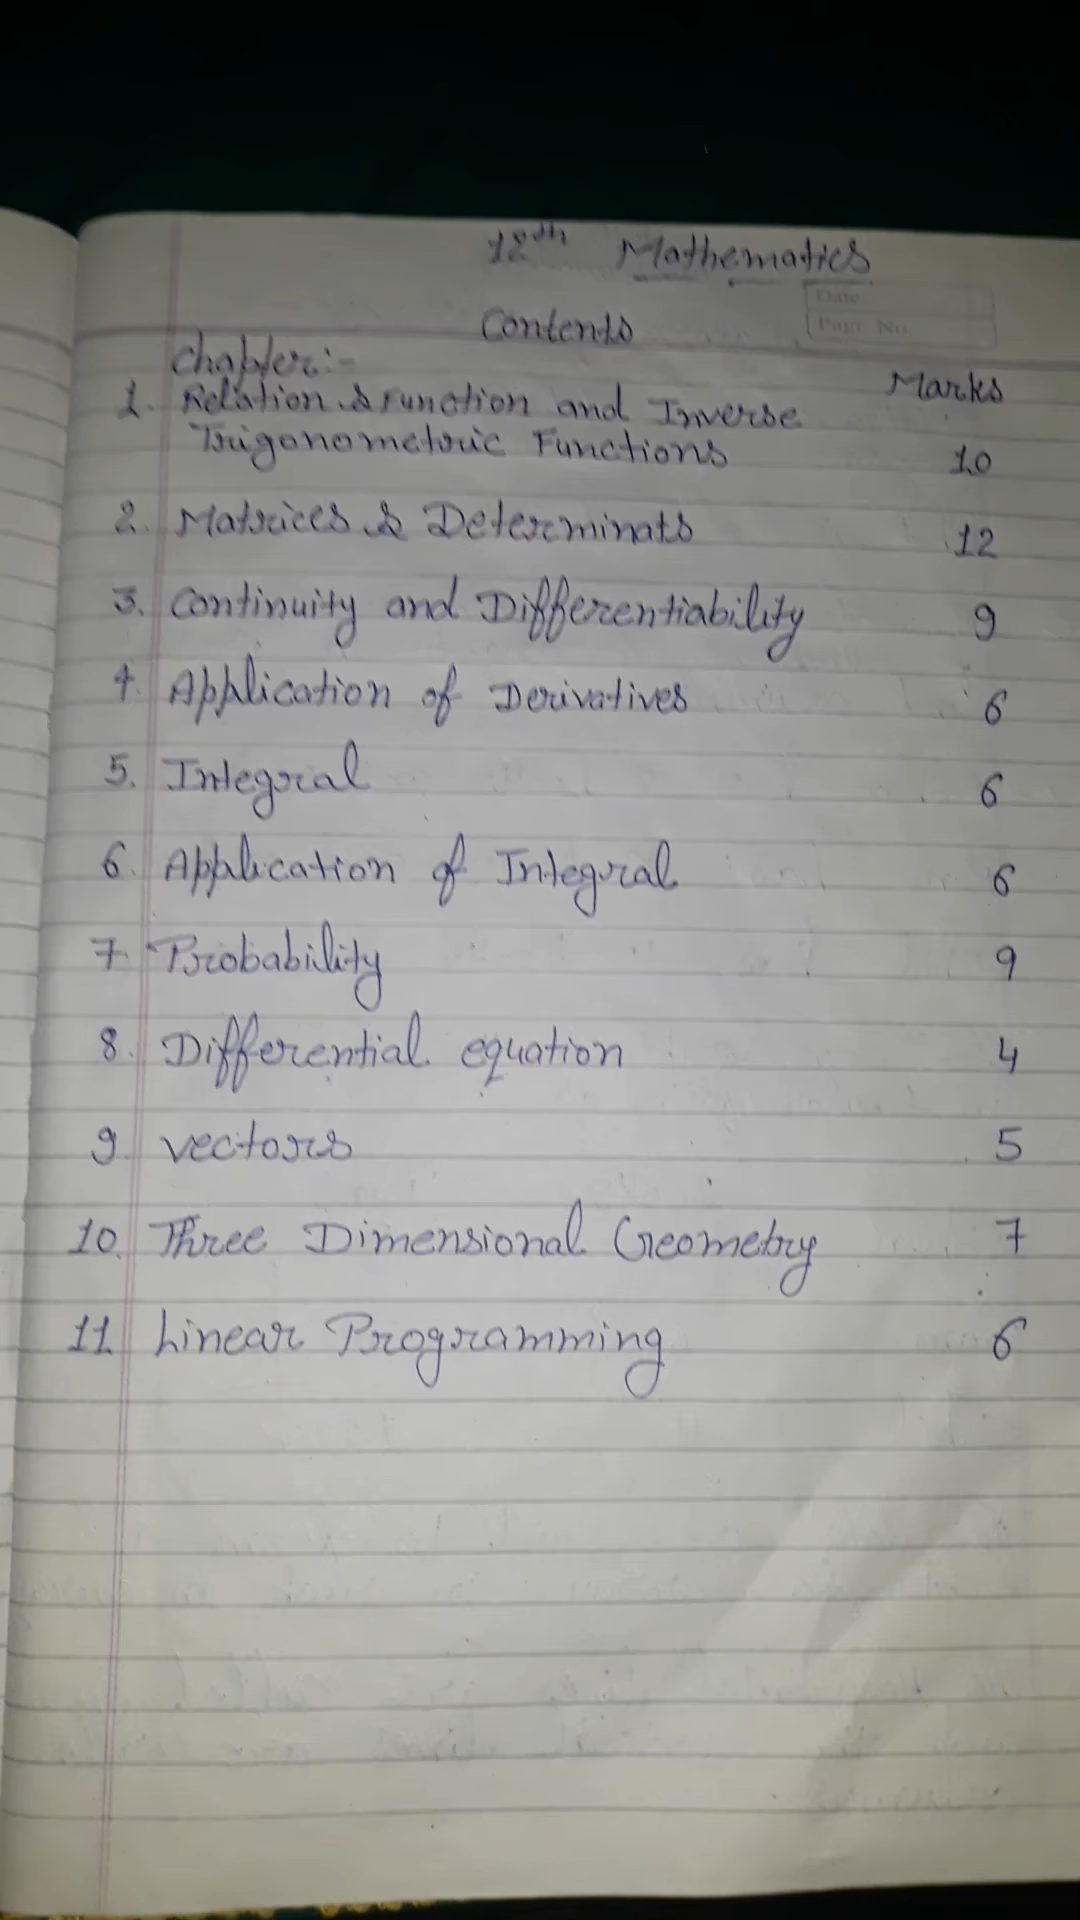 12th Mathematics
Date
Page No.
Contents
Chapter:-
Marks
1. Relation & Function and Inverse
Trigonometric Functions 10
2. Matrices & Determinats 12
3. Continuity and Differentiability 9
4. Application of Derivatives 6
5. Integral 6
6. Application of Integral 6
7. Probability 9
8. Differential equation 4
9. vectors 5
10. Three Dimensional Geometry 7
11. Linear Programming 6